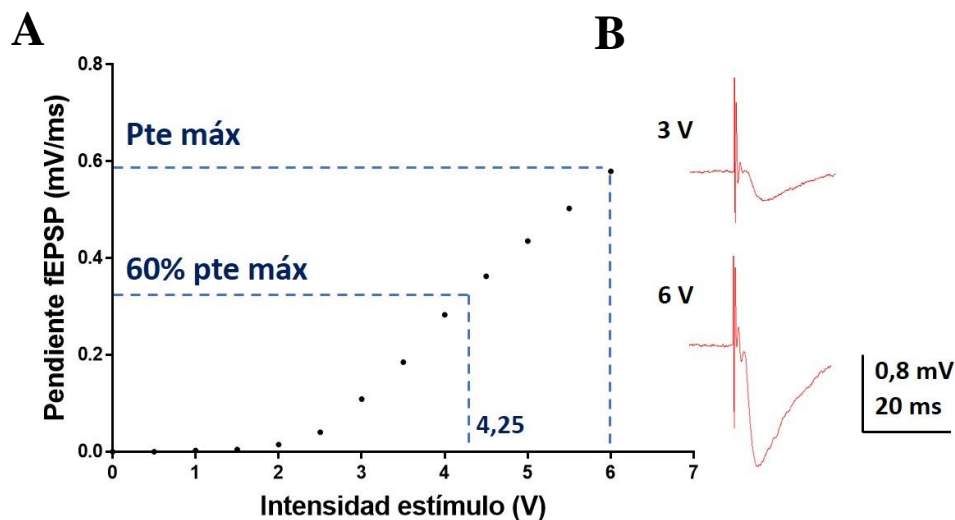 A
B
0.8
0.6
0.4
0.2
0.0
Pendiente fEPSP (mV/ms)
Pte máx
60% pte máx
4,25
0
1
2
3
4
5
6
7
Intensidad estímulo (V)
3 V
6 V
0,8 mV
20 ms